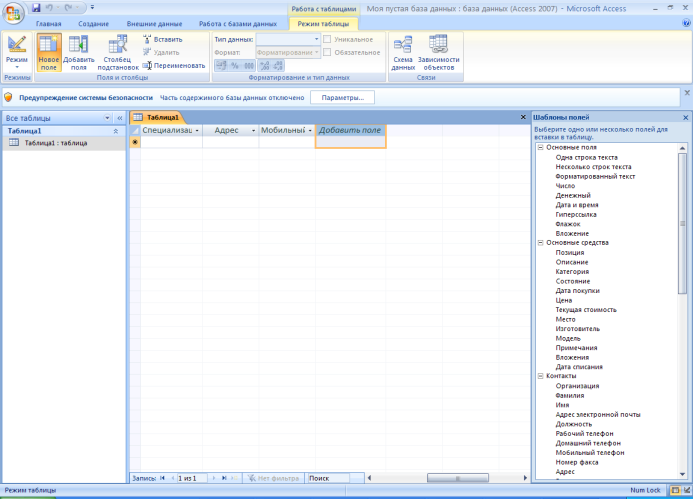 Работа с таблицами Моя пустая база данных : база данных (Access 2007) - Microsoft Access
Главная Создание Внешние данные Работа с базами данных Режим таблицы
Режим
Новое поле
Добавить поля
Столбец подстановок
Вставить
Удалить
Переименовать
Тип данных:
Формат: Форматирование
% 000
Уникальное
Обязательное
Схема данных
Зависимости объектов
Режимы Поля и столбцы Форматирование и тип данных Связи
Предупреждение системы безопасности Часть содержимого базы данных отключено Параметры...
Все таблицы
Таблица1
Таблица1 : таблица
Таблица1
Специализац Адрес Мобильный Добавить поле
Шаблоны полей
Выберите одно или несколько полей для
вставки в таблицу.
Основные поля
Одна строка текста
Несколько строк текста
Форматированный текст
Число
Денежный
Дата и время
Гиперссылка
Флажок
Вложение
Основные средства
Позиция
Описание
Категория
Состояние
Дата покупки
Цена
Текущая стоимость
Место
Изготовитель
Модель
Примечания
Вложения
Дата списания
Контакты
Организация
Фамилия
Имя
Адрес электронной почты
Должность
Рабочий телефон
Домашний телефон
Мобильный телефон
Номер факса
Адрес
Запись: 1 из 1 Нет фильтра Поиск
Режим таблицы Num Lock